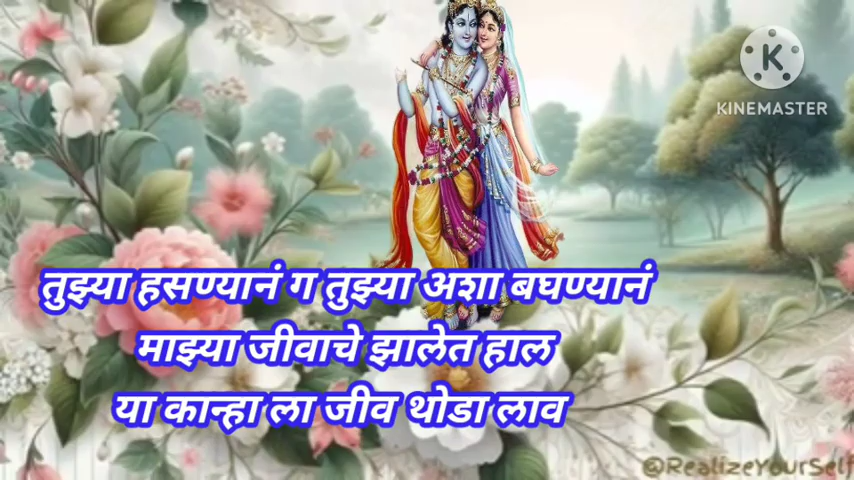 KINEMASTER
तुझ्या हसण्यानं ग तुझ्या अशा बघण्यानं
माझ्या जीवाचे झालेत हाल
या कान्हा ला जीव थोडा लाव
@RealizeYourSelf